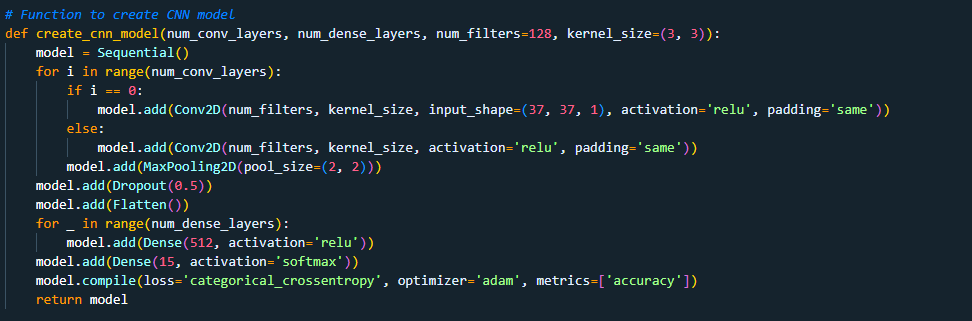 # Function to create CNN model
def create_cnn_model(num_conv_layers, num_dense_layers, num_filters=128, kernel_size=(3, 3)):
    model = Sequential()
    for i in range(num_conv_layers):
        if i == 0:
            model.add(Conv2D(num_filters, kernel_size, input_shape=(37, 37, 1), activation='relu', padding='same'))
        else:
            model.add(Conv2D(num_filters, kernel_size, activation='relu', padding='same'))
        model.add(MaxPooling2D(pool_size=(2, 2)))
    model.add(Dropout(0.5))
    model.add(Flatten())
    for _ in range(num_dense_layers):
        model.add(Dense(512, activation='relu'))
    model.add(Dense(15, activation='softmax'))
    model.compile(loss='categorical_crossentropy', optimizer='adam', metrics=['accuracy'])
    return model